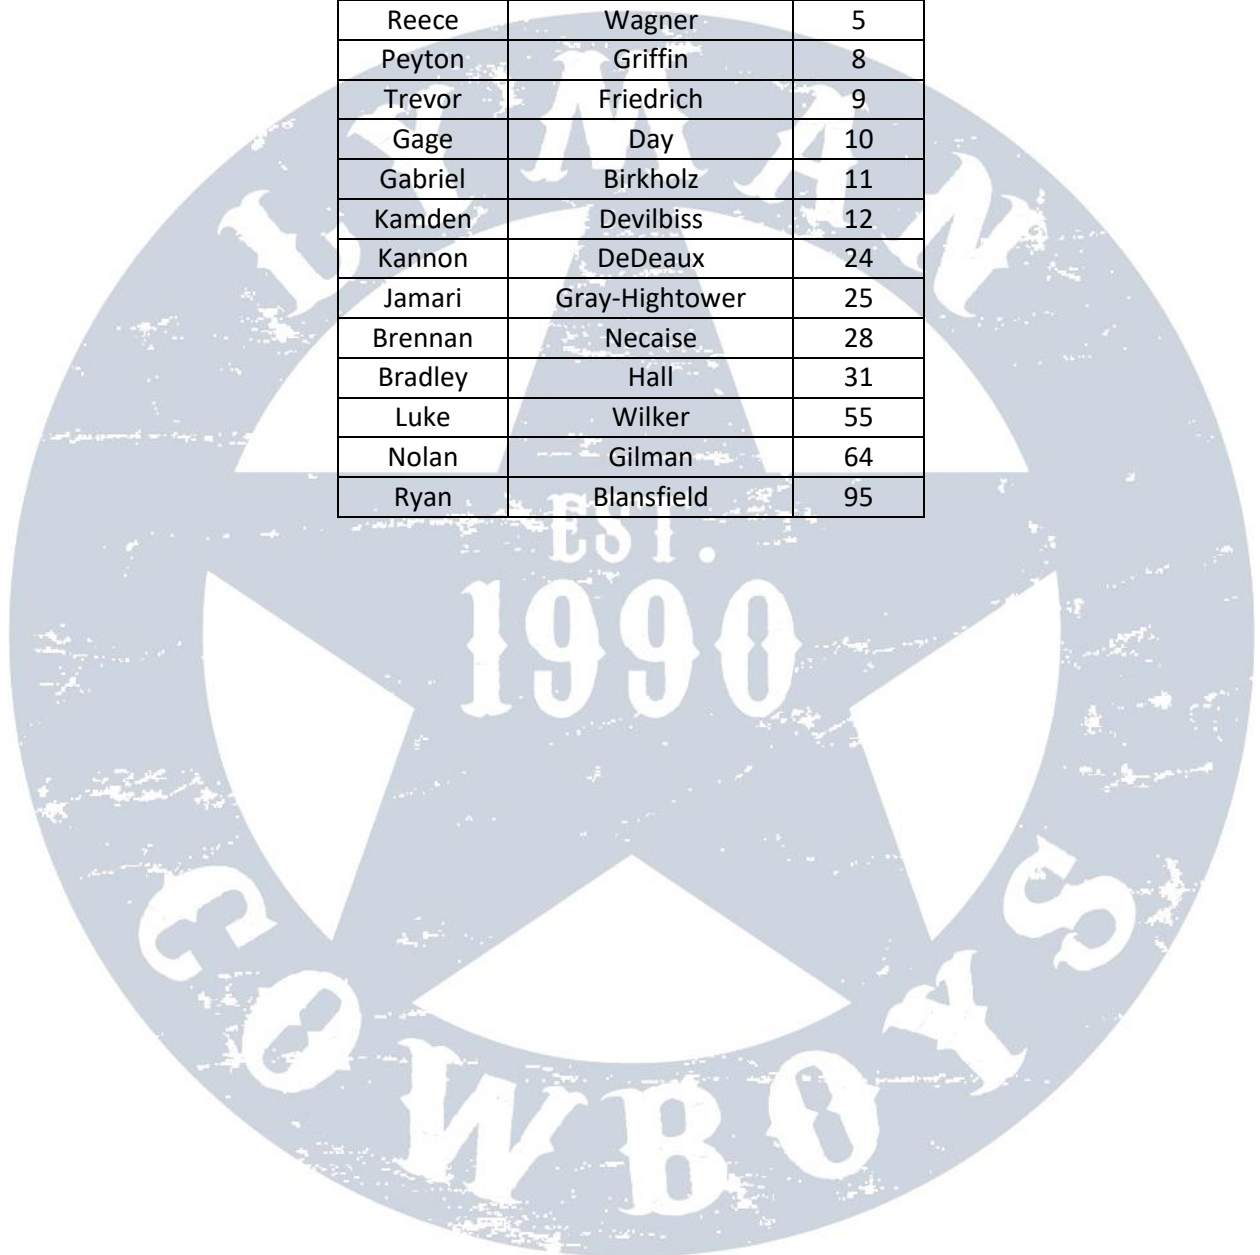 Reece Wagner 5
Peyton Griffin 8
Trevor Friedrich 9
Gage Day 10
Gabriel Birkholz 11
Kamden Devilbiss 12
Kannon DeDeaux 24
Jamari Gray-Hightower 25
Brennan Necaise 28
Bradley Hall 31
Luke Wilker 55
Nolan Gilman 64
Ryan Blansfield 95
LYMAN
EST.
1990
COWBOYS